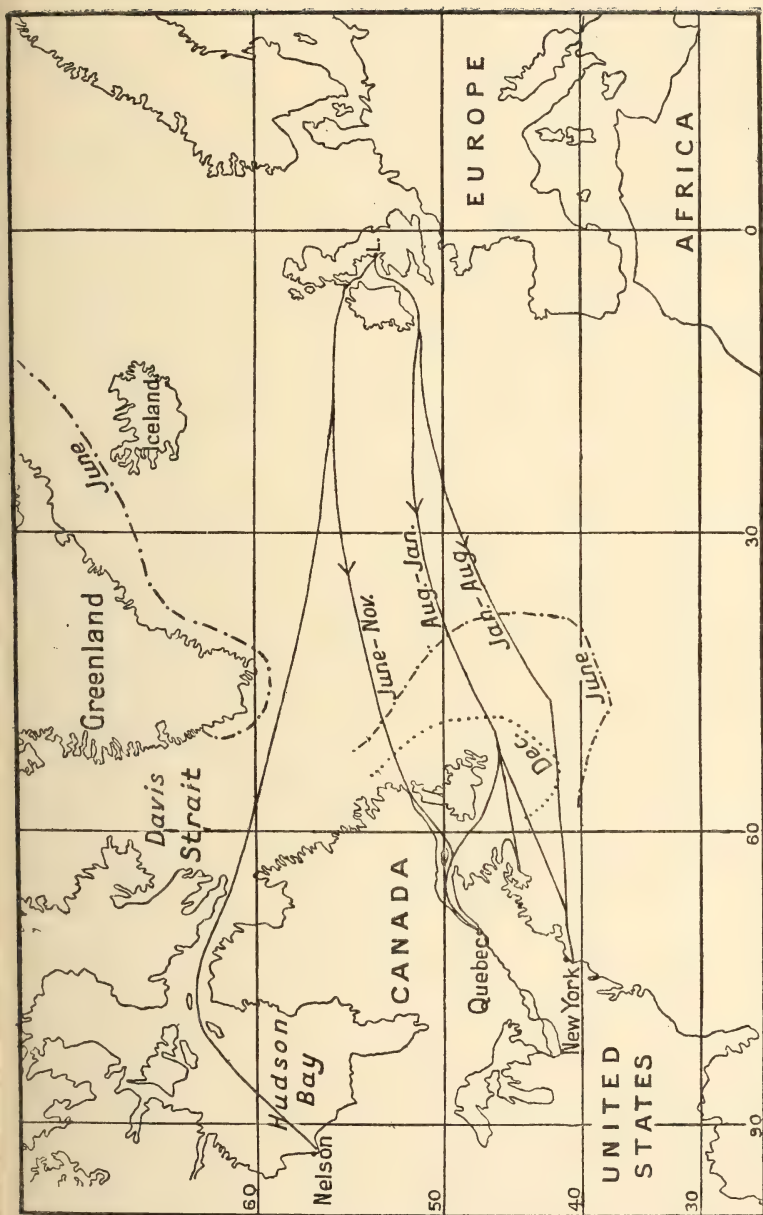 Greenland
June
Iceland
Davis
Strait
EUROPE
AFRICA
L.
June-Nov.
Aug.-Jan.
Jan.-Aug
June
Dec
CANADA
Hudson
Bay
Nelson
Quebec
New York
UNITED
STATES
60
50
40
30
90
60
30
0